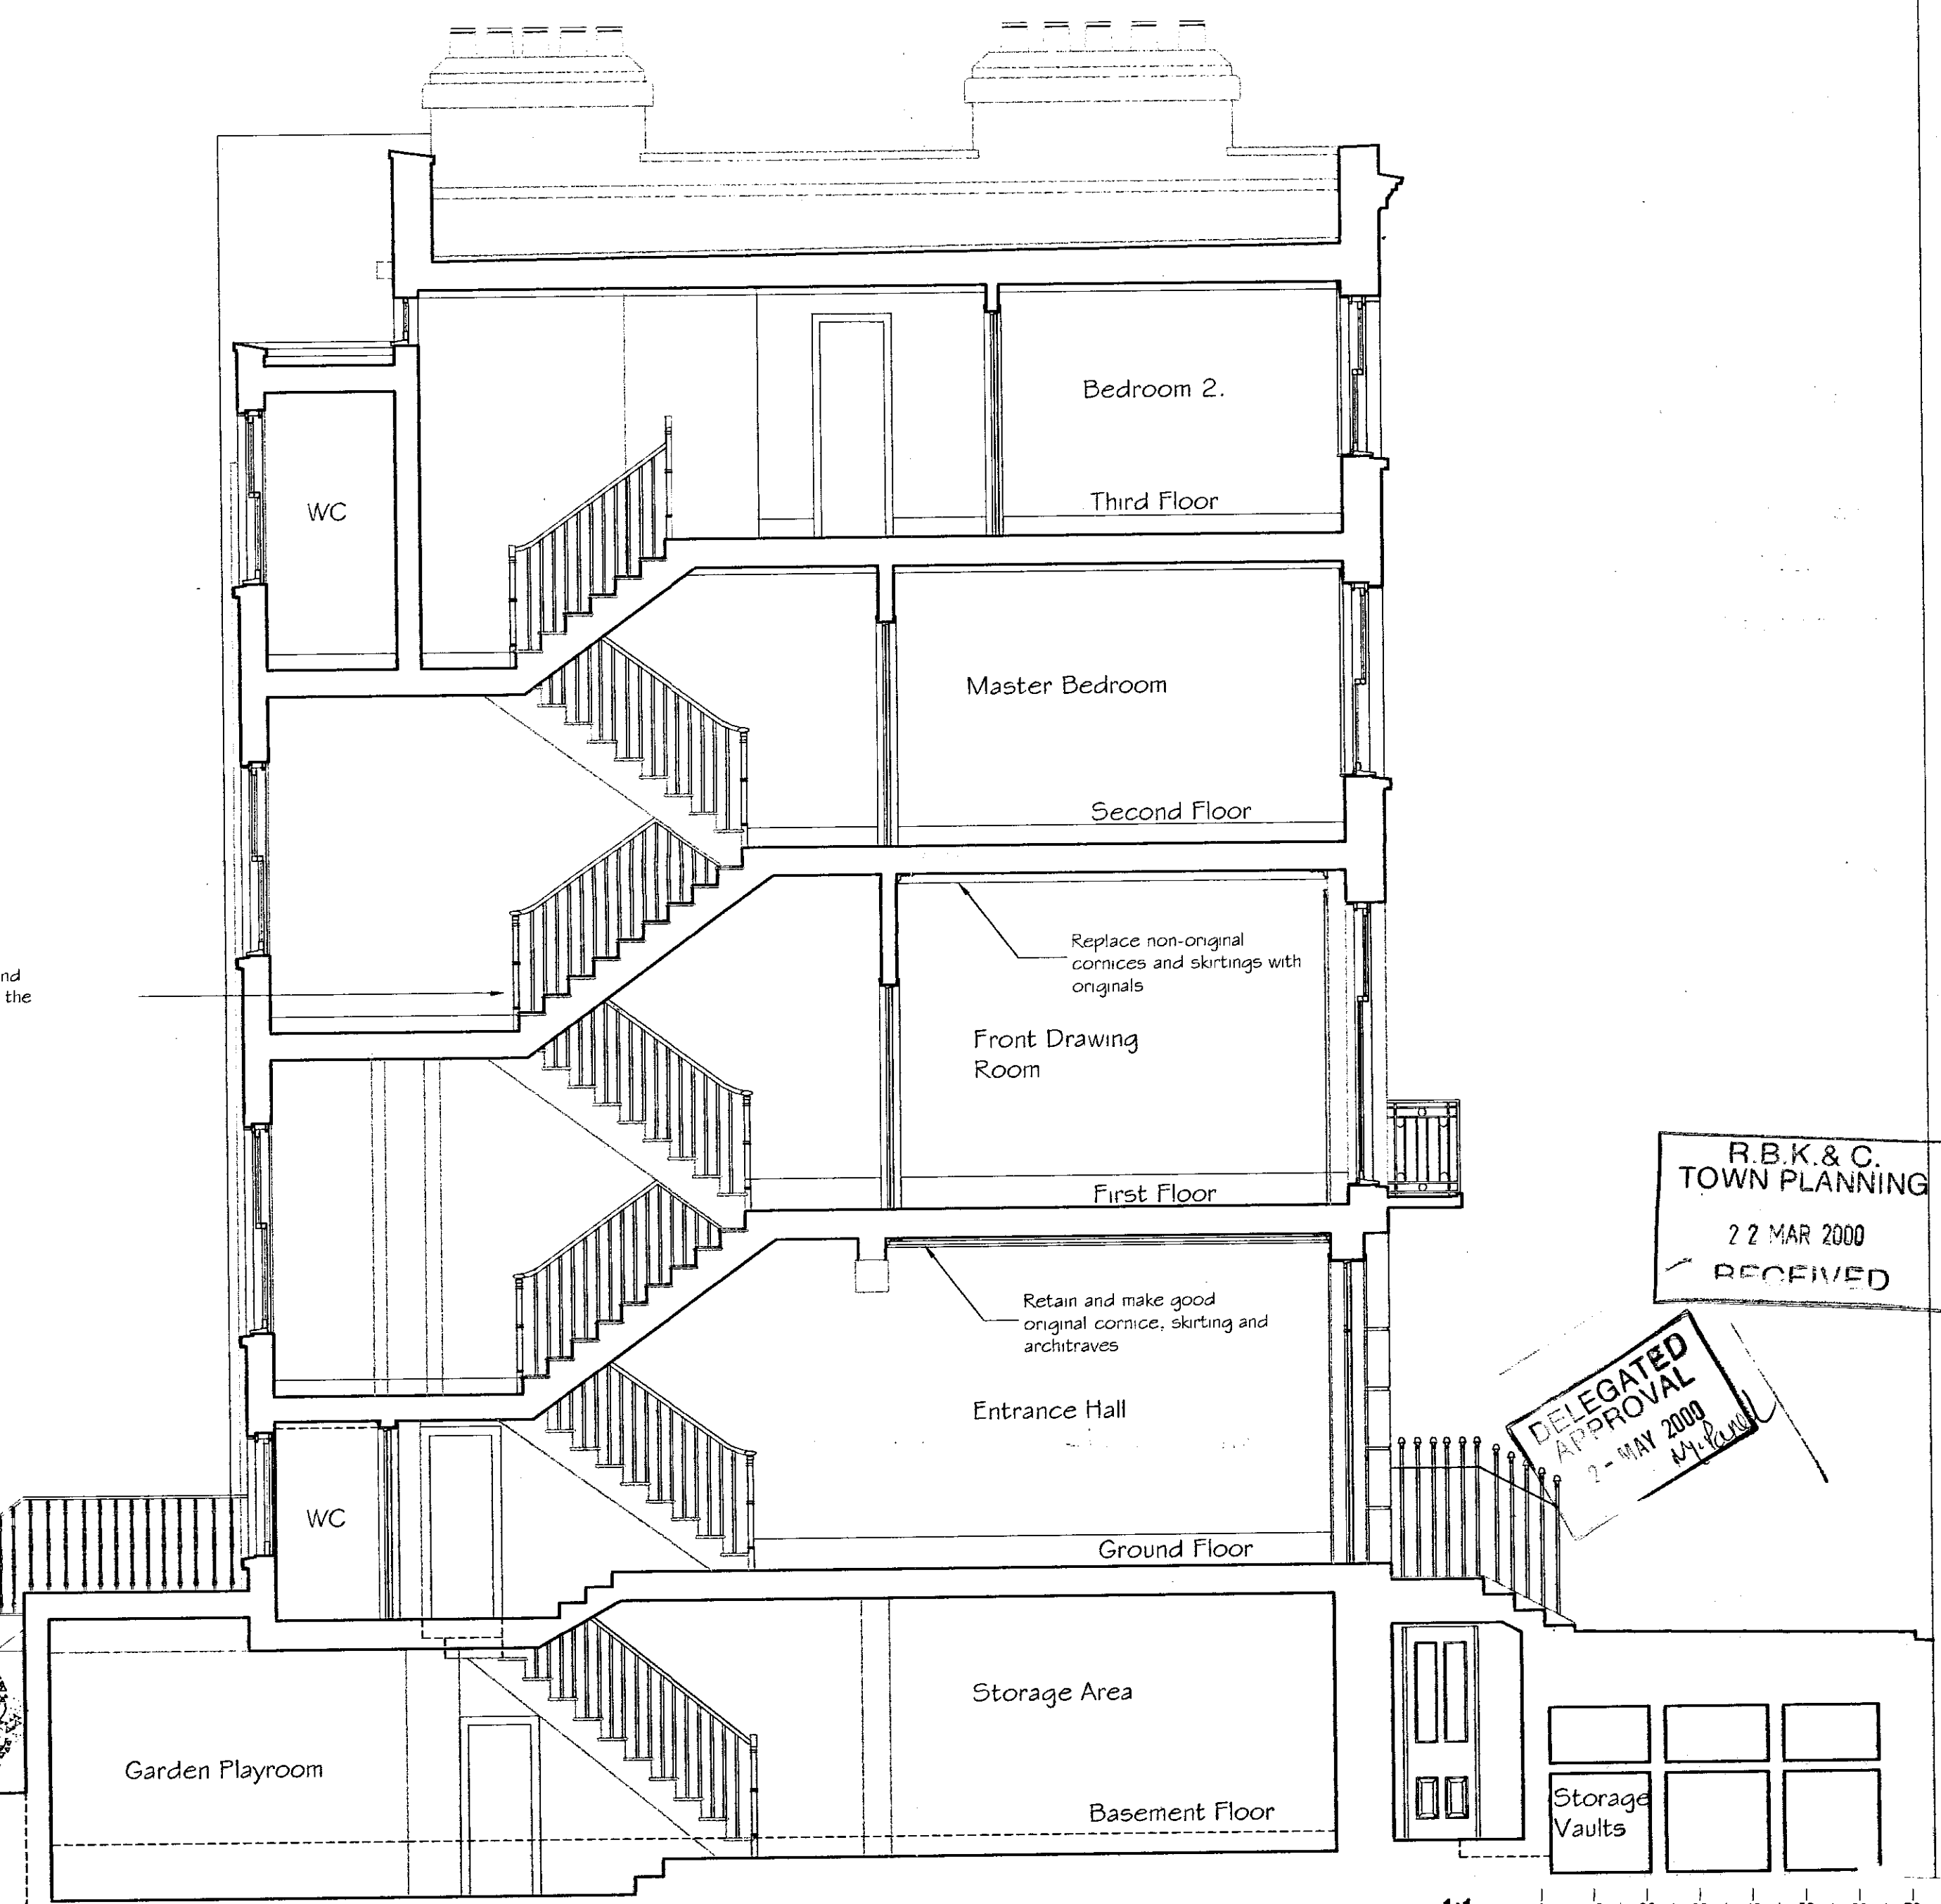 Bedroom 2.
Third Floor
WC
Master Bedroom
Second Floor
Replace non-original
cornices and skirtings with
originals
the
Front Drawing
Room
First Floor
R.B.K.& C.
TOWN PLANNING
22 MAR 2000
RECEIVED
Retain and make good
original cornice, skirting and
architraves
DELEGATED
APPROVAL
2 - MAY 2000
Entrance Hall
WC
Ground Floor
Storage Area
Garden Playroom
Basement Floor
Storage
Vaults